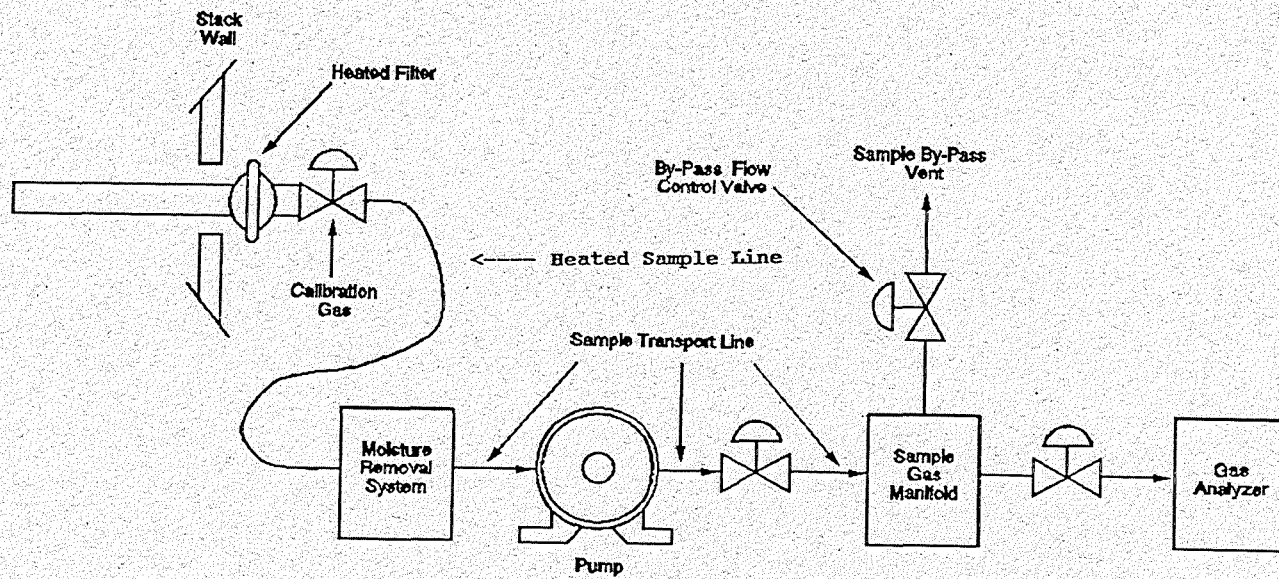 Stack
Wall
Heated Filter
By-Pass Flow
Control Valve
Sample By-Pass
Vent
<---- Heated Sample Line
Calibration
Gas
Sample Transport Line
Moisture
Removal
System
Sample
Gas
Manifold
Gas
Analyzer
Pump